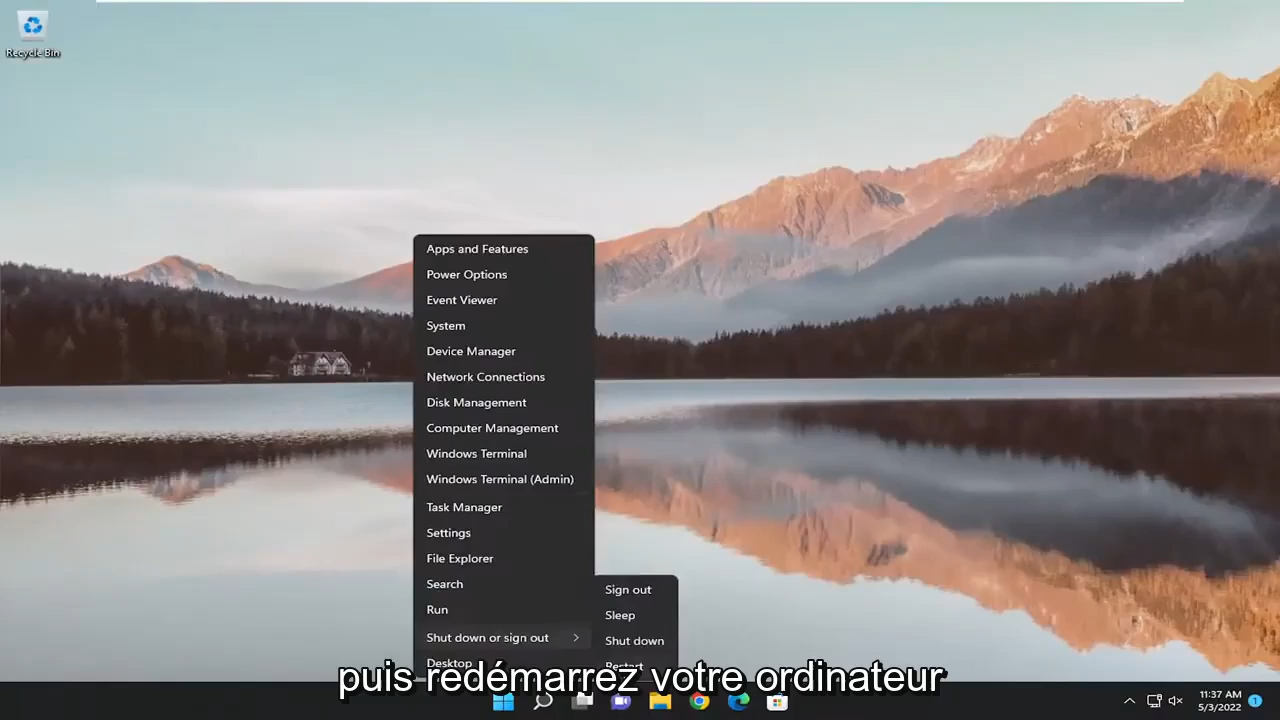 Recycle Bin
Apps and Features
Power Options
Event Viewer
System
Device Manager
Network Connections
Disk Management
Computer Management
Windows Terminal
Windows Terminal (Admin)
Task Manager
Settings
File Explorer
Search
Run
Shut down or sign out
Desktop
Sign out
Sleep
Shut down
Restart
puis redémarrez votre ordinateur
11:37 AM
5/3/2022
1